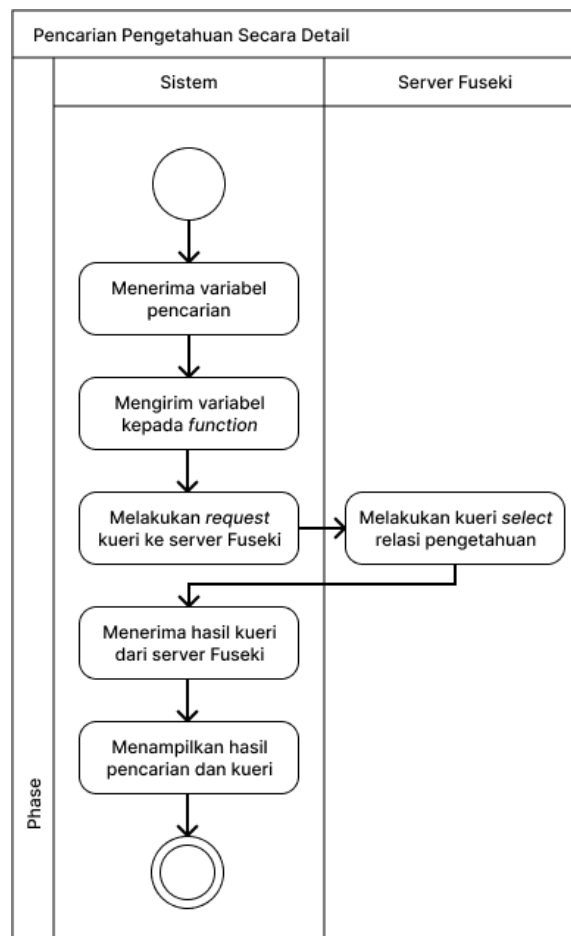 Pencarian Pengetahuan Secara Detail
Sistem
Server Fuseki
Menerima variabel
pencarian
Mengirim variabel
kepada function
Melakukan request
kueri ke server Fuseki
Melakukan kueri select
relasi pengetahuan
Menerima hasil kueri
dari server Fuseki
Menampilkan hasil
pencarian dan kueri
Phase